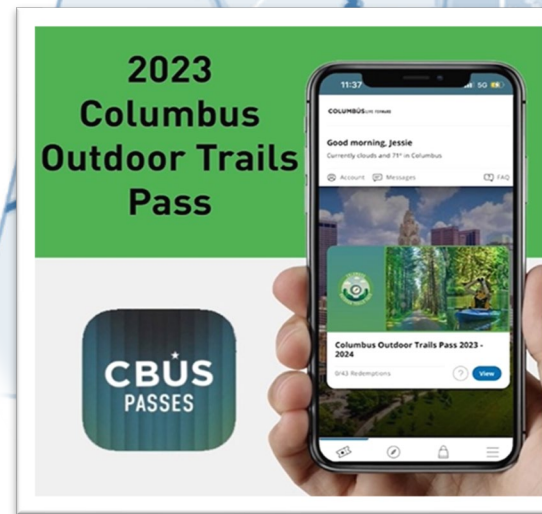 2023
Columbus
Outdoor Trails
Pass
CBUS
PASSES
11:37
5G
COLUMBUS
Good morning, Jessie
Currently clouds and 71° in Columbus
Account
Messages
FAQ
Columbus Outdoor Trails Pass 2023 -
2024
0/43 Redemptions
?
View